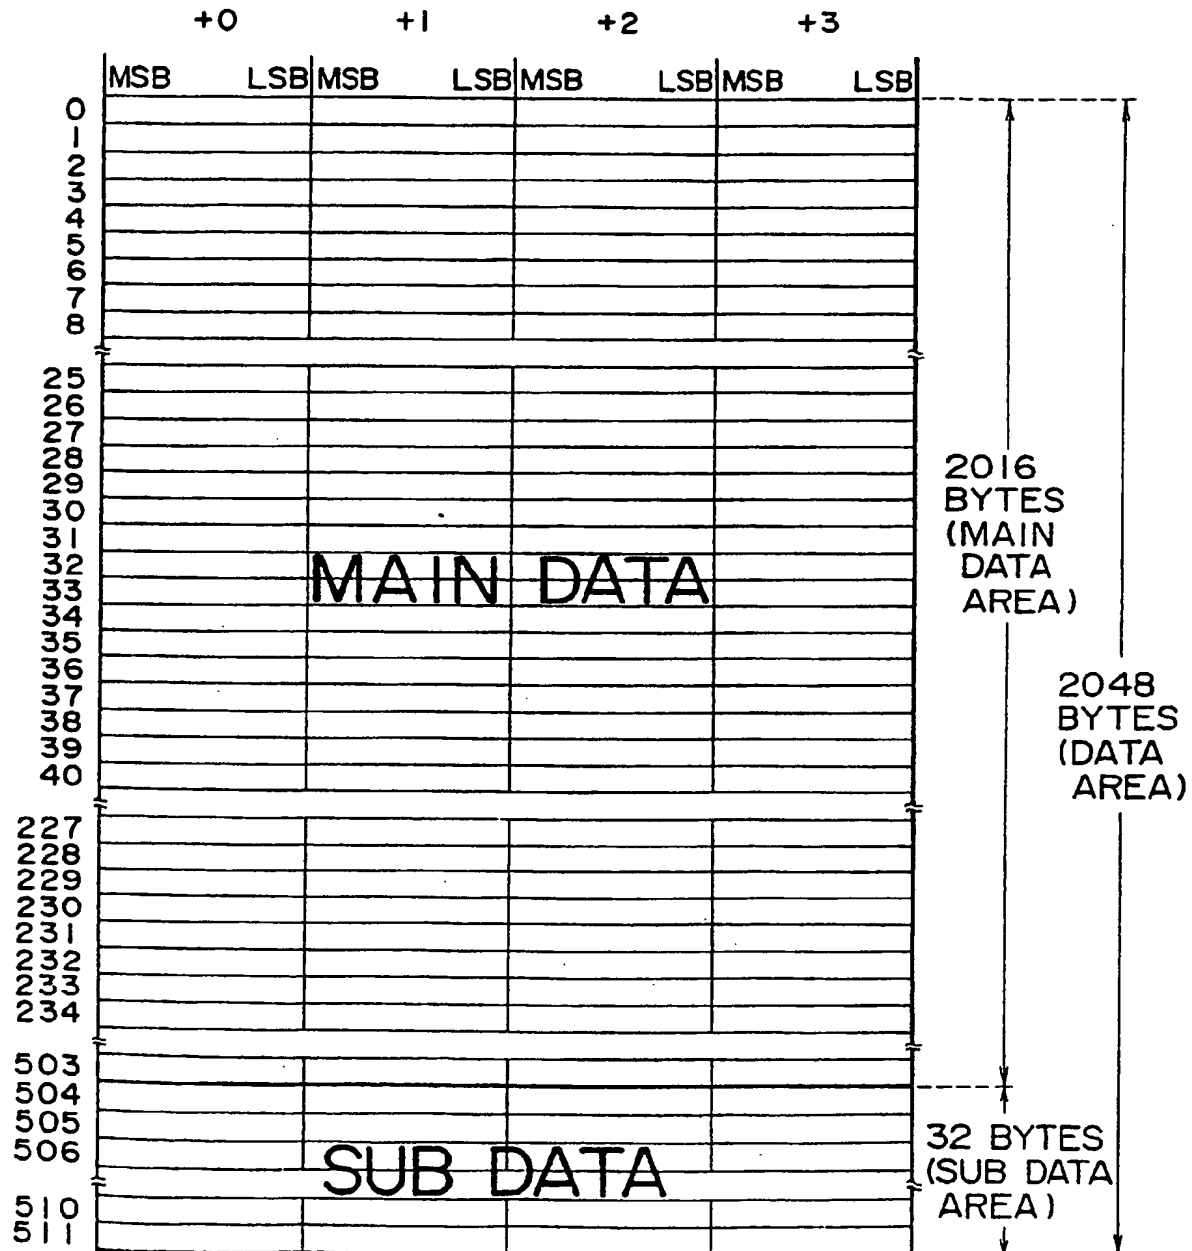 +0 +1 +2 +3
MSB LSB MSB LSB MSB LSB MSB LSB
0
1
2
3
4
5
6
7
8
25
26
27
28
29
30
31
32
33
34
35
36
37
38
39
40
MAIN DATA
2016
BYTES
(MAIN
DATA
AREA)
2048
BYTES
(DATA
AREA)
227
228
229
230
231
232
233
234
503
504
505
506
510
511
SUB DATA
32 BYTES
(SUB DATA
AREA)